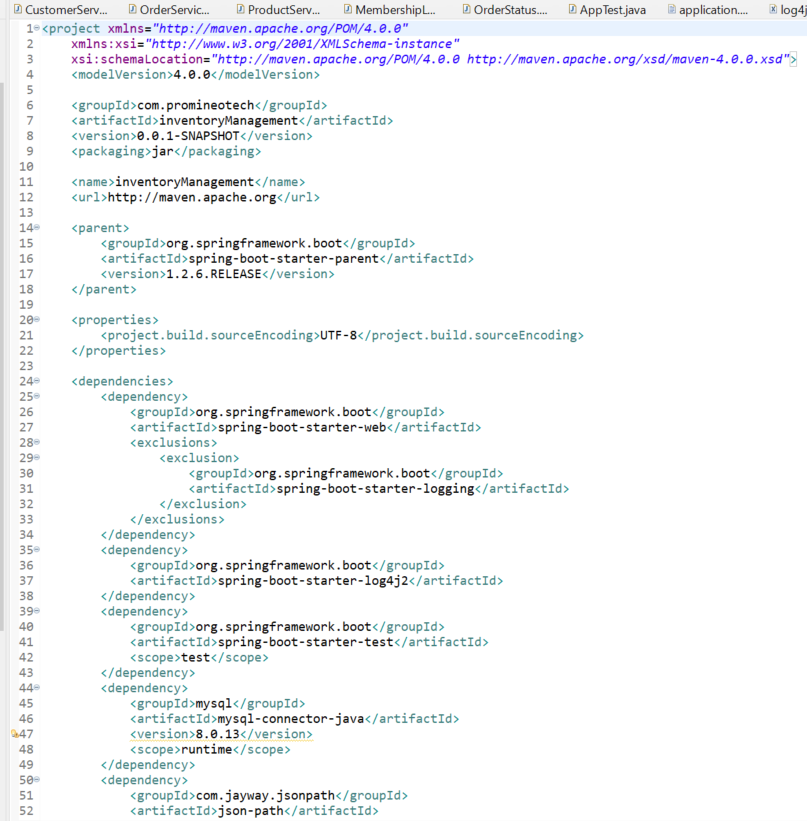 CustomerServ... OrderServic... ProductServ... MembershipL... OrderStatus.... AppTest.java application.... log4j
1 <project xmlns="http://maven.apache.org/POM/4.0.0"
2 xmlns:xsi="http://www.w3.org/2001/XMLSchema-instance"
3 xsi:schemaLocation="http://maven.apache.org/POM/4.0.0 http://maven.apache.org/xsd/maven-4.0.0.xsd">
4 <modelVersion>4.0.0</modelVersion>
5
6 <groupId>com.promineotech</groupId>
7 <artifactId>inventoryManagement</artifactId>
8 <version>0.0.1-SNAPSHOT</version>
9 <packaging>jar</packaging>
10
11 <name>inventoryManagement</name>
12 <url>http://maven.apache.org</url>
13
14 <parent>
15 <groupId>org.springframework.boot</groupId>
16 <artifactId>spring-boot-starter-parent</artifactId>
17 <version>1.2.6.RELEASE</version>
18 </parent>
19
20 <properties>
21 <project.build.sourceEncoding>UTF-8</project.build.sourceEncoding>
22 </properties>
23
24 <dependencies>
25 <dependency>
26 <groupId>org.springframework.boot</groupId>
27 <artifactId>spring-boot-starter-web</artifactId>
28 <exclusions>
29 <exclusion>
30 <groupId>org.springframework.boot</groupId>
31 <artifactId>spring-boot-starter-logging</artifactId>
32 </exclusion>
33 </exclusions>
34 </dependency>
35 <dependency>
36 <groupId>org.springframework.boot</groupId>
37 <artifactId>spring-boot-starter-log4j2</artifactId>
38 </dependency>
39 <dependency>
40 <groupId>org.springframework.boot</groupId>
41 <artifactId>spring-boot-starter-test</artifactId>
42 <scope>test</scope>
43 </dependency>
44 <dependency>
45 <groupId>mysql</groupId>
46 <artifactId>mysql-connector-java</artifactId>
47 <version>8.0.13</version>
48 <scope>runtime</scope>
49 </dependency>
50 <dependency>
51 <groupId>com.jayway.jsonpath</groupId>
52 <artifactId>json-path</artifactId>